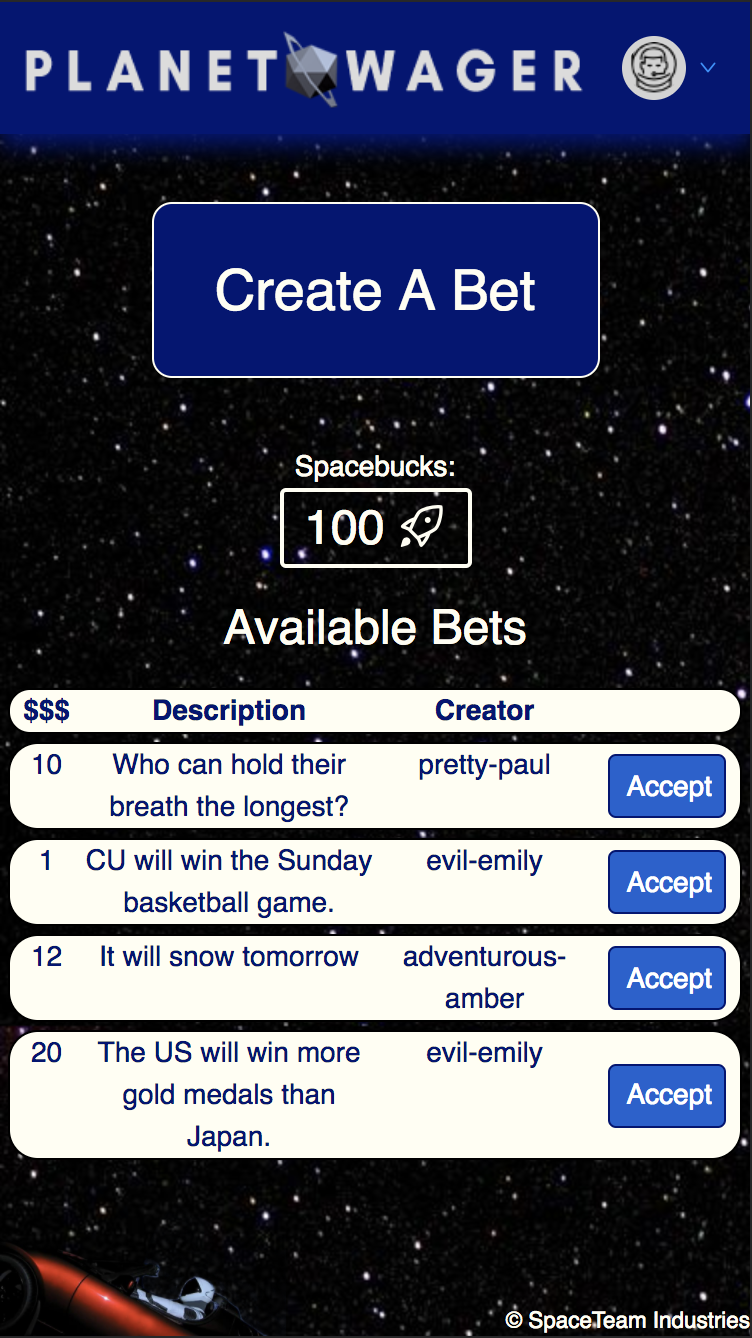 PLANET WAGER
Create A Bet
Spacebucks:
100
Available Bets
$$$ Description Creator
10 Who can hold their pretty-paul Accept
breath the longest?
1 CU will win the Sunday evil-emily Accept
basketball game.
12 It will snow tomorrow adventurous- Accept
amber
20 The US will win more evil-emily Accept
gold medals than
Japan.
© SpaceTeam Industries